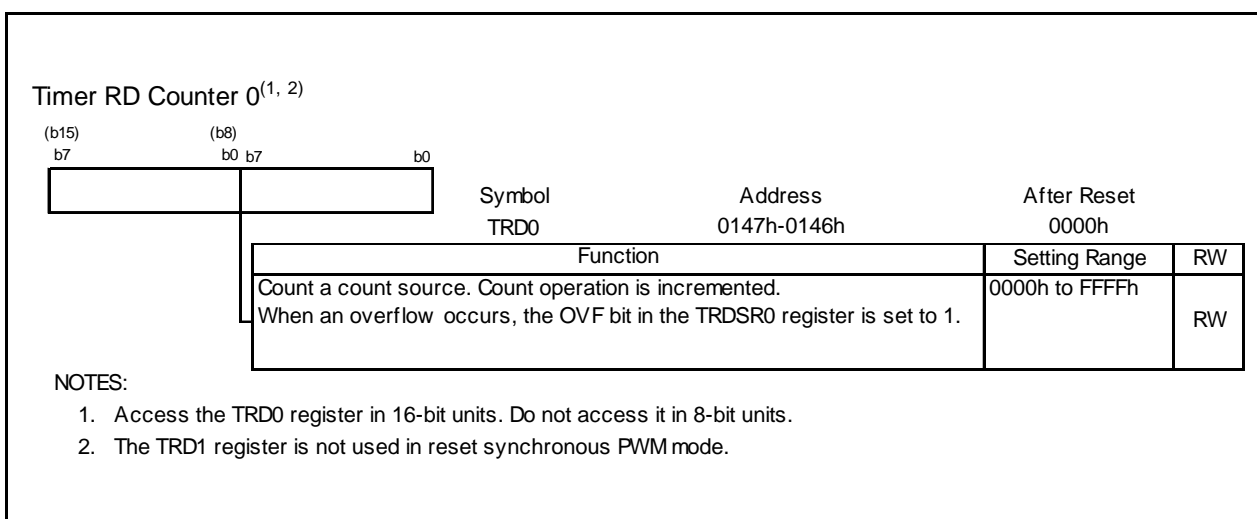 Timer RD Counter 0(1, 2)
(b15) (b8)
b7 b0 b7 b0
Symbol Address After Reset
TRD0 0147h-0146h 0000h
Function Setting Range RW
Count a count source. Count operation is incremented. 0000h to FFFFh
When an overflow occurs, the OVF bit in the TRDSR0 register is set to 1. RW
NOTES:
1. Access the TRD0 register in 16-bit units. Do not access it in 8-bit units.
2. The TRD1 register is not used in reset synchronous PWM mode.